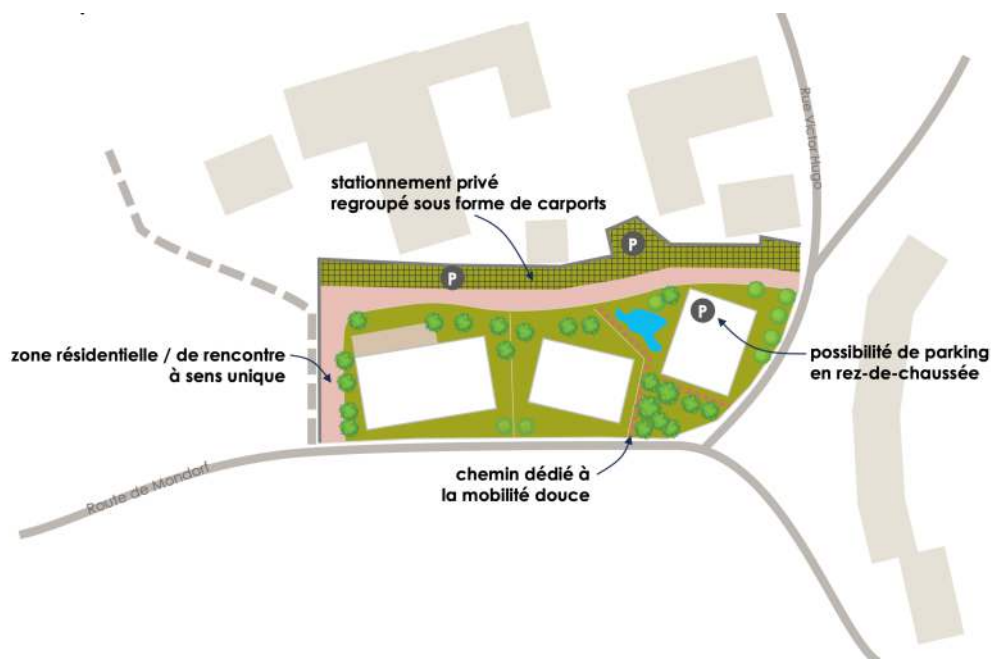 Rue Victor Hugo
stationnement privé
regroupé sous forme de carports
P
P
P
zone résidentielle / de rencontre
à sens unique
possibilité de parking
en rez-de-chaussée
chemin dédié à
la mobilité douce
Route de Mondorf